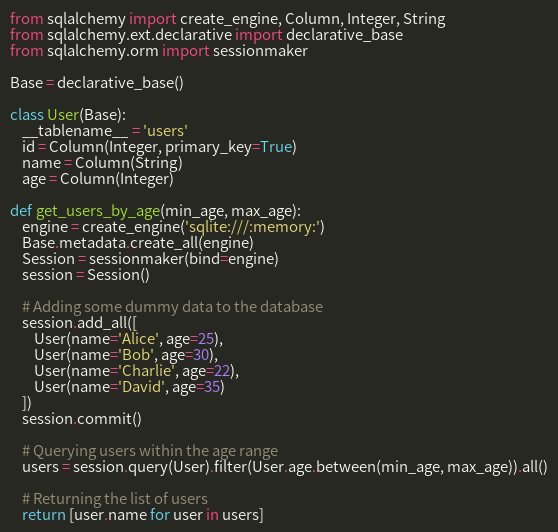 from sqlalchemy import create_engine, Column, Integer, String
from sqlalchemy.ext.declarative import declarative_base
from sqlalchemy.orm import sessionmaker

Base = declarative_base()

class User(Base):
    __tablename__ = 'users'
    id = Column(Integer, primary_key=True)
    name = Column(String)
    age = Column(Integer)

def get_users_by_age(min_age, max_age):
    engine = create_engine('sqlite:///:memory:')
    Base.metadata.create_all(engine)
    Session = sessionmaker(bind=engine)
    session = Session()

    # Adding some dummy data to the database
    session.add_all([
        User(name='Alice', age=25),
        User(name='Bob', age=30),
        User(name='Charlie', age=22),
        User(name='David', age=35)
    ])
    session.commit()

    # Querying users within the age range
    users = session.query(User).filter(User.age.between(min_age, max_age)).all()

    # Returning the list of users
    return [user.name for user in users]